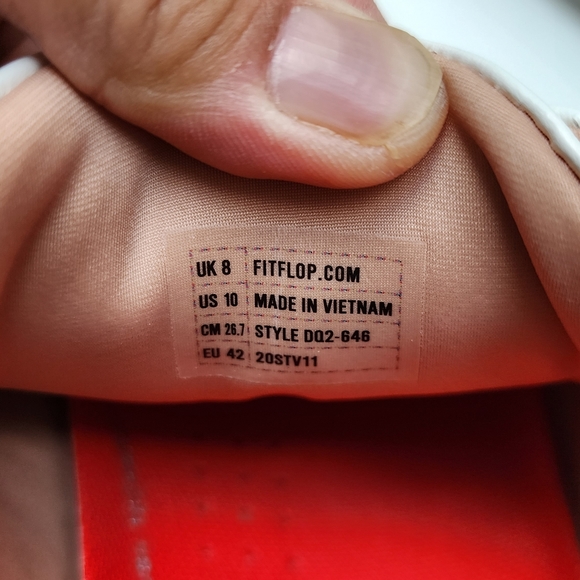 UK 8 FITFLOP.COM
US 10 MADE IN VIETNAM
CM 26.7 STYLE DQ2-646
EU 42 20STV11